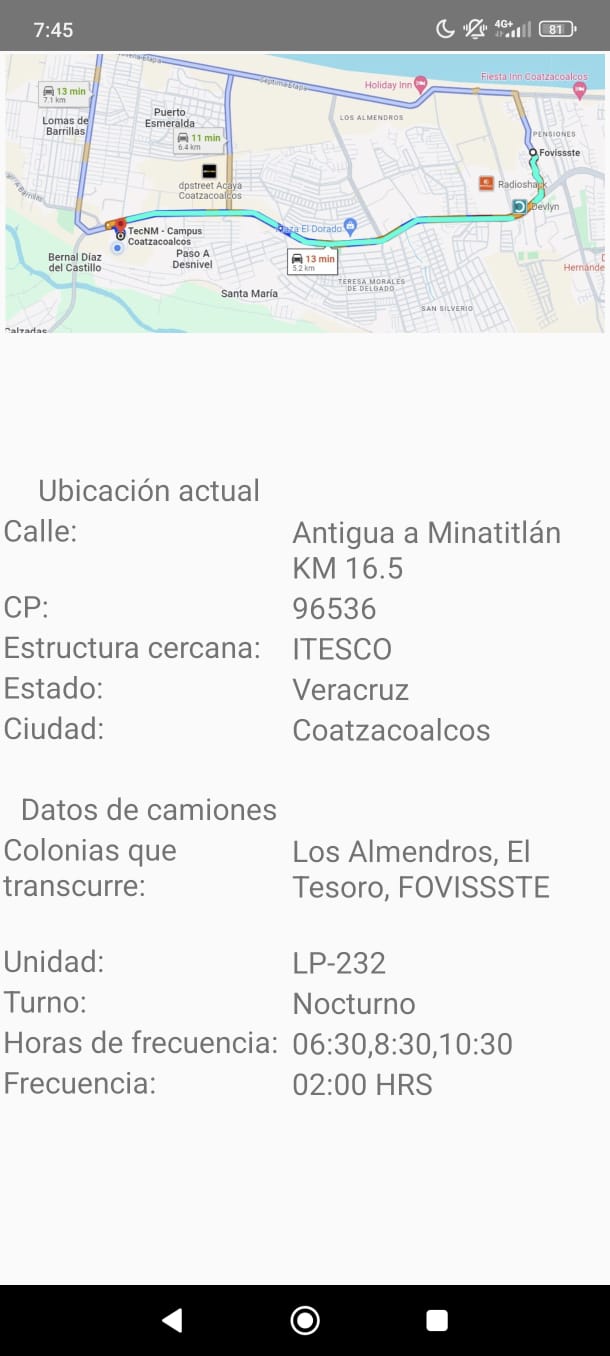 7:45
4G+
81
Séptima Etapa
13 min
7.1 km
Holiday Inn
Fiesta Inn Coatzacoalcos
Lomas de
Barrillas
Puerto
Esmeralda
11 min
6.4 km
LOS ALMENDROS
PENSIONES
Fovissste
dpstreet Acaya
Coatzacoalcos
Radioshack
Devlyn
Plaza El Dorado
TecNM - Campus
Coatzacoalcos
Bernal Díaz
del Castillo
Paso A
Desnivel
13 min
5.2 km
Hernande
TERESA MORALES
DE DELGADO
Santa María
SAN SILVERIO
Calzadas
Ubicación actual
Calle: Antigua a Minatitlán
KM 16.5
CP: 96536
Estructura cercana: ITESCO
Estado: Veracruz
Ciudad: Coatzacoalcos
Datos de camiones
Colonias que Los Almendros, El
transcurre: Tesoro, FOVISSSTE
Unidad: LP-232
Turno: Nocturno
Horas de frecuencia: 06:30,8:30,10:30
Frecuencia: 02:00 HRS